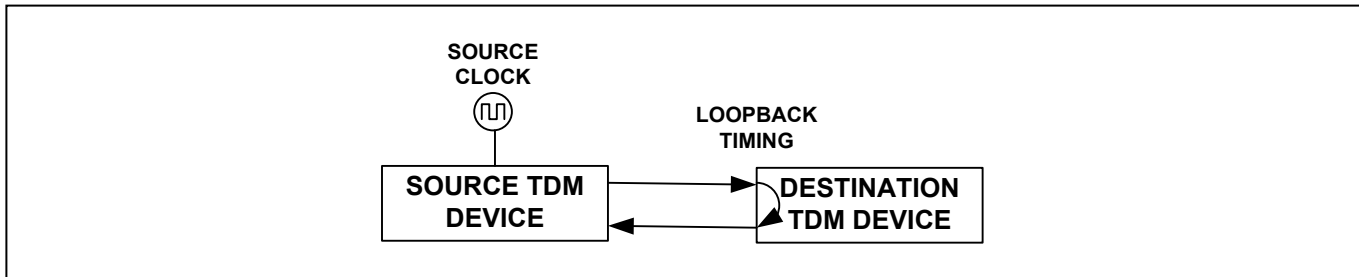 SOURCE
CLOCK
LOOPBACK
TIMING
SOURCE TDM
DEVICE
DESTINATION
TDM DEVICE